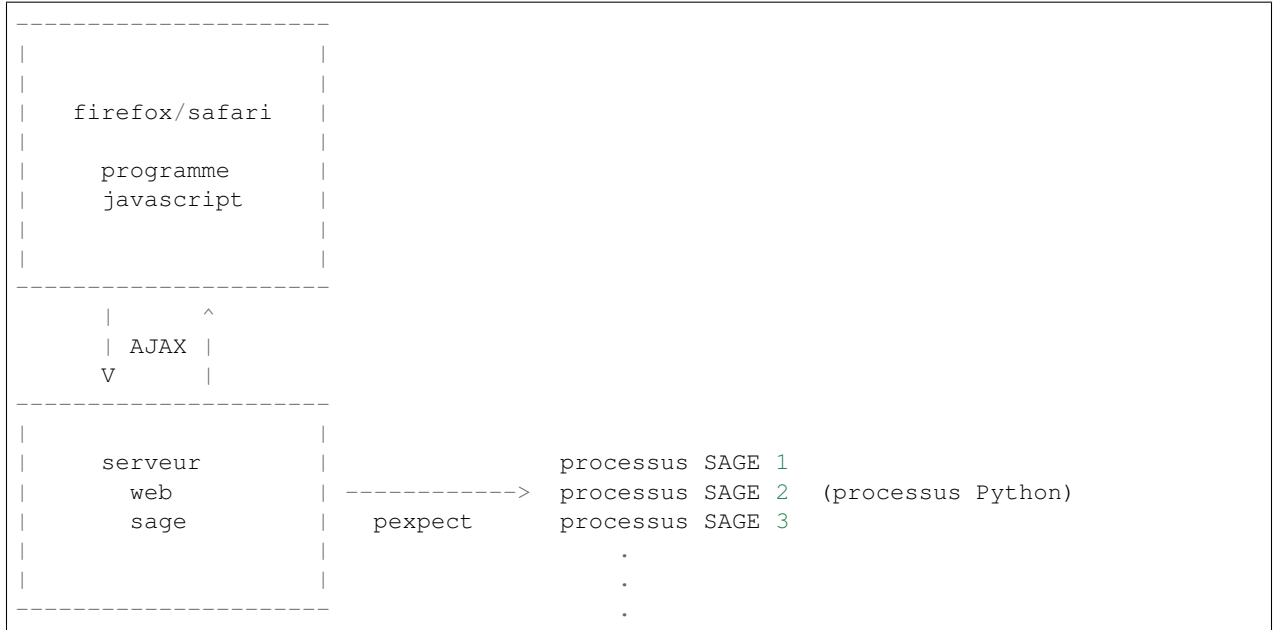 ----------------------
| |
| |
| firefox/safari |
| |
| programme |
| javascript |
| |
| |
----------------------
| ^
| AJAX |
V |
----------------------
| |
| serveur | processus SAGE 1
| web | ------------> processus SAGE 2 (processus Python)
| sage | pexpect processus SAGE 3
| | .
| | .
---------------------- .